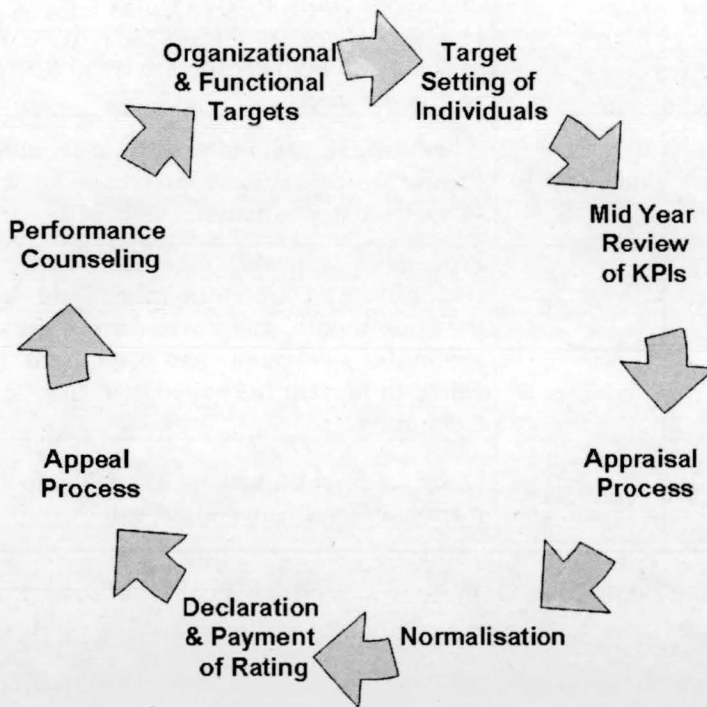 Organizational
& Functional
Targets
Target
Setting of
Individuals
Mid Year
Review
of KPIs
Appraisal
Process
Normalisation
Declaration
& Payment
of Rating
Appeal
Process
Performance
Counseling